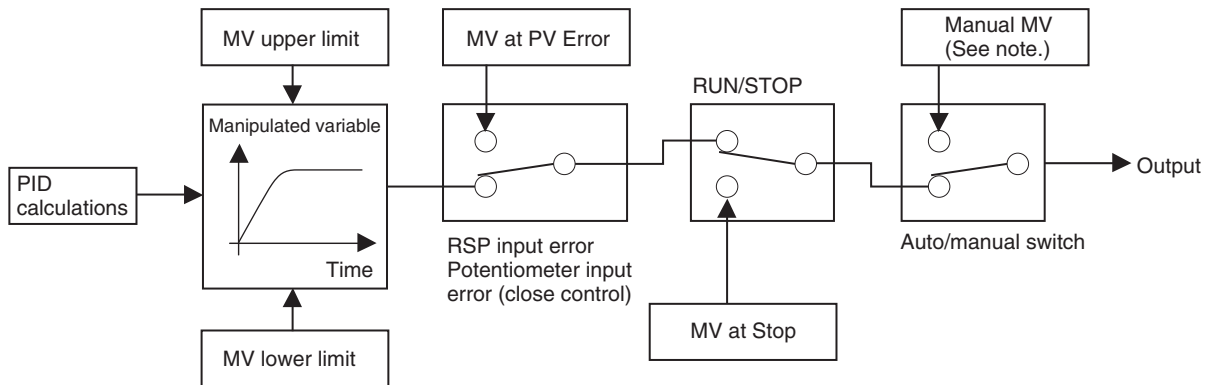 MV upper limit
MV at PV Error
Manual MV
(See note.)
RUN/STOP
Manipulated variable
PID
calculations
Time
Output
RSP input error
Potentiometer input
error (close control)
Auto/manual switch
MV at Stop
MV lower limit